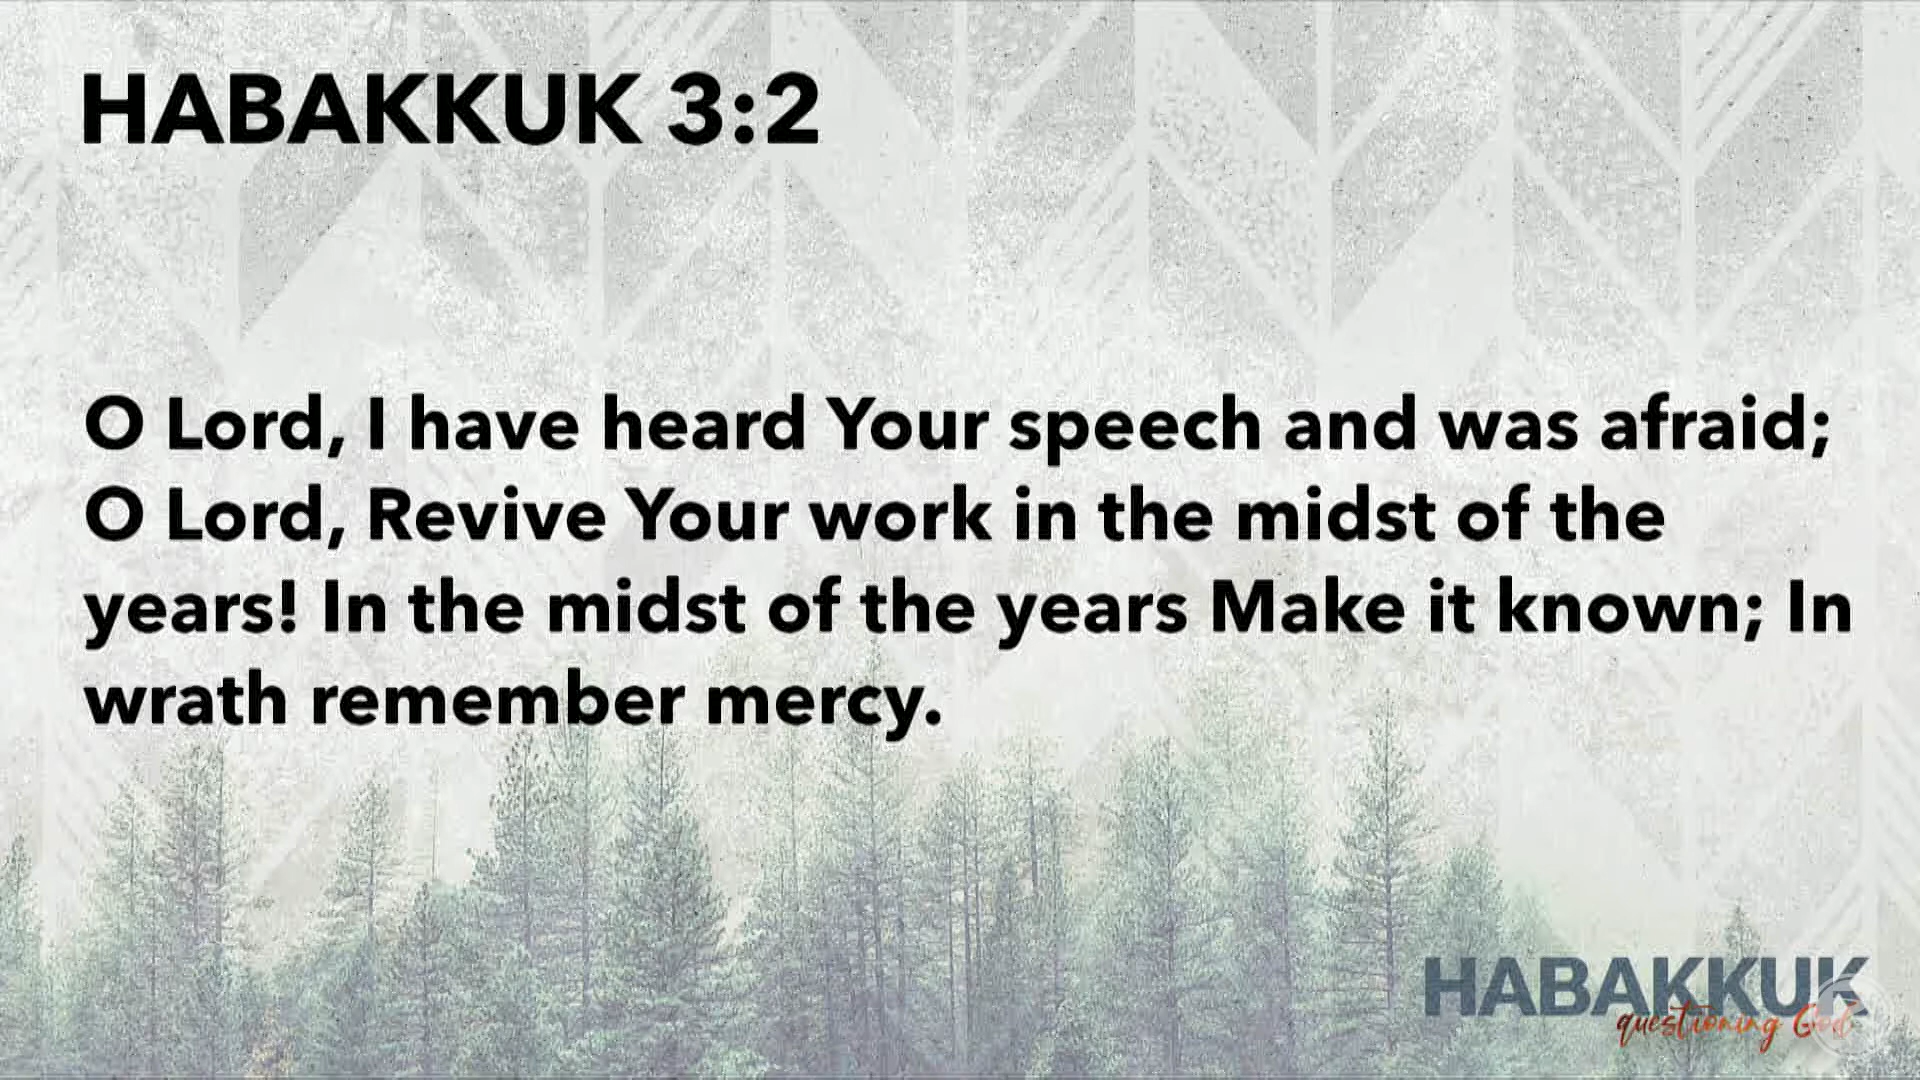 HABAKKUK 3:2
O Lord, I have heard Your speech and was afraid;
O Lord, Revive Your work in the midst of the
years! In the midst of the years Make it known; In
wrath remember mercy.
HABAKKUK
questioning God